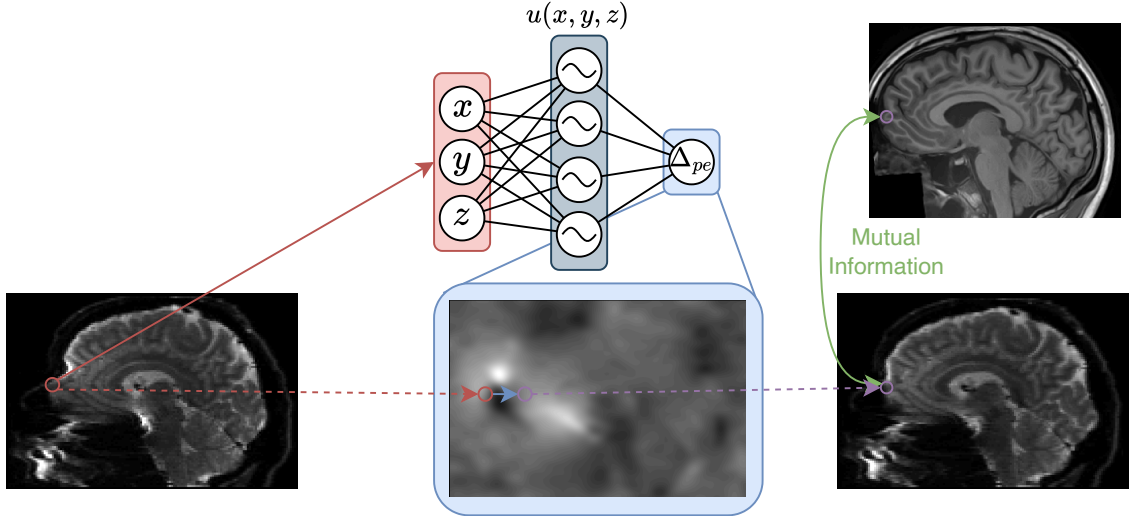 u(x, y, z)
x
y
z
Δpe
Mutual
Information